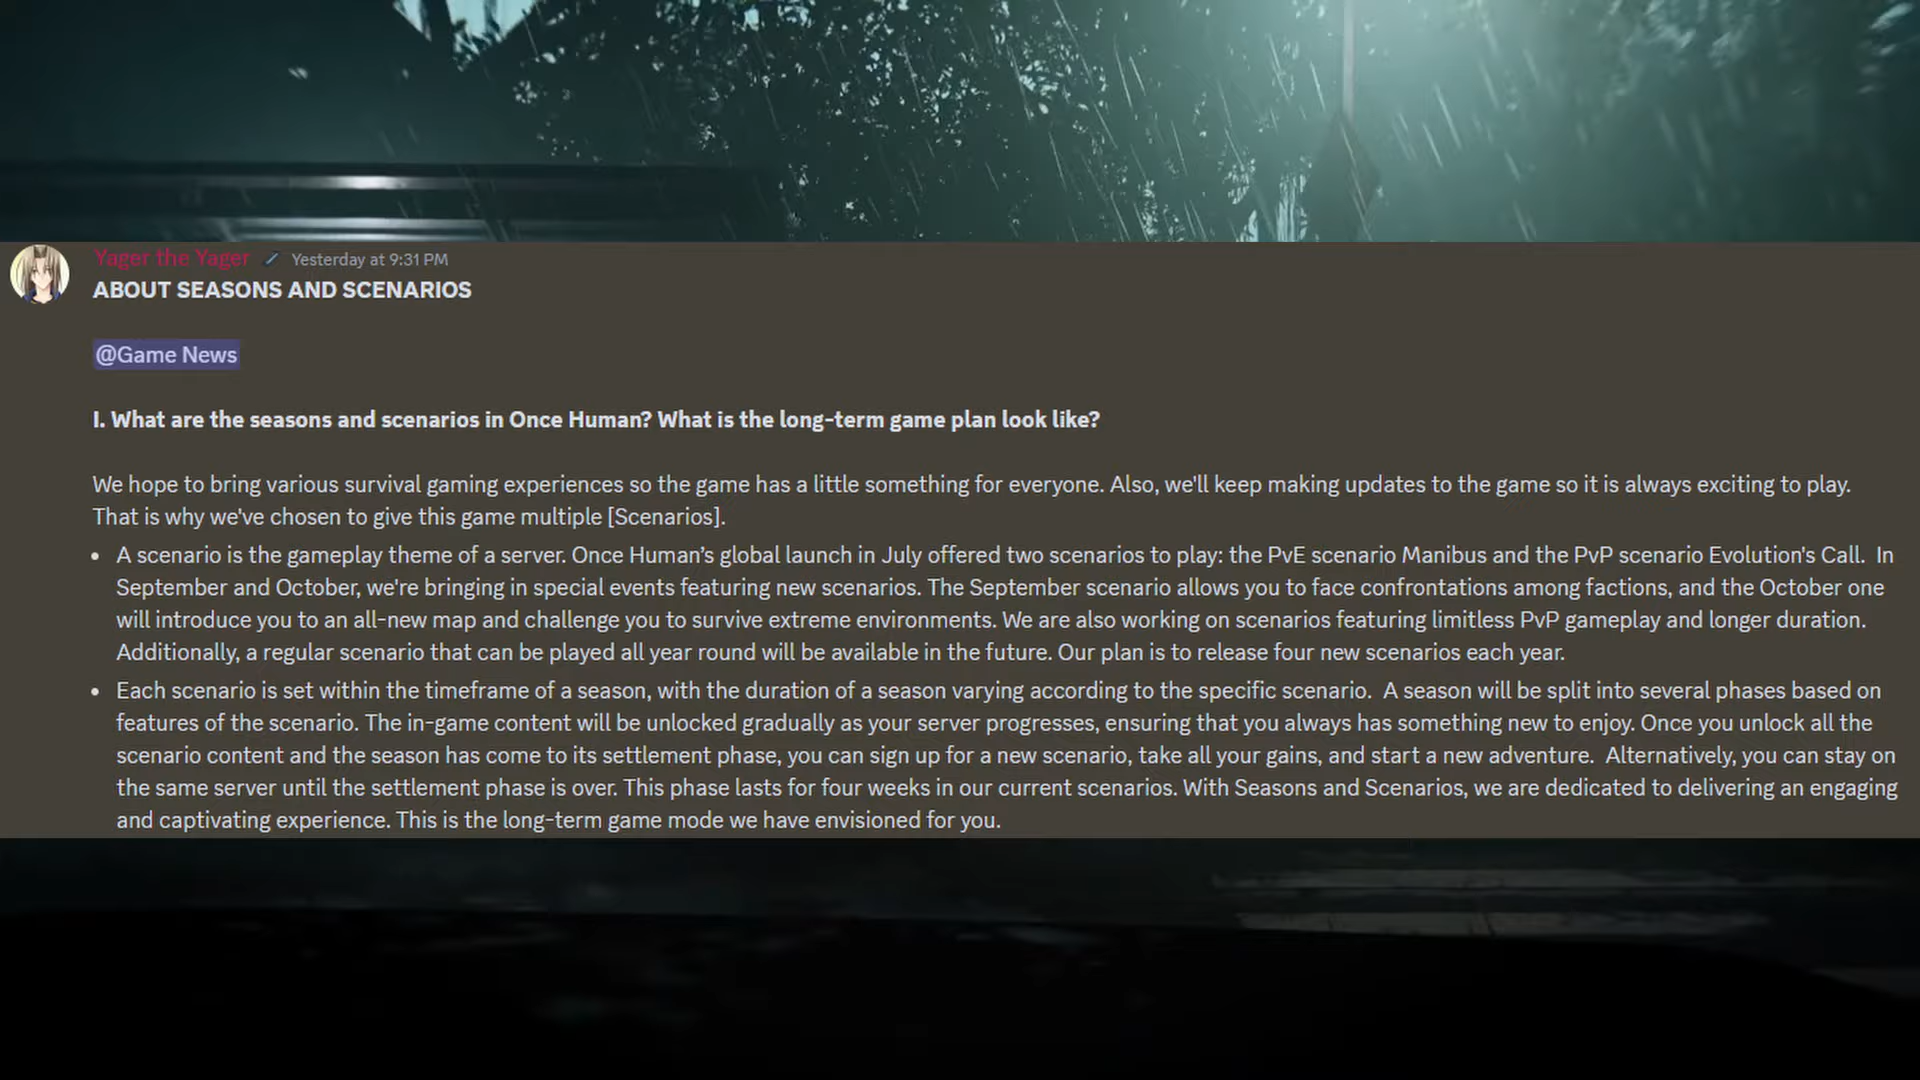 Yager the Yager Yesterday at 9:31 PM
ABOUT SEASONS AND SCENARIOS
@Game News
I. What are the seasons and scenarios in Once Human? What is the long-term game plan look like?
We hope to bring various survival gaming experiences so the game has a little something for everyone. Also, we'll keep making updates to the game so it is always exciting to play.
That is why we've chosen to give this game multiple [Scenarios].
• A scenario is the gameplay theme of a server. Once Human’s global launch in July offered two scenarios to play: the PvE scenario Manibus and the PvP scenario Evolution's Call. In
September and October, we're bringing in special events featuring new scenarios. The September scenario allows you to face confrontations among factions, and the October one
will introduce you to an all-new map and challenge you to survive extreme environments. We are also working on scenarios featuring limitless PvP gameplay and longer duration.
Additionally, a regular scenario that can be played all year round will be available in the future. Our plan is to release four new scenarios each year.
• Each scenario is set within the timeframe of a season, with the duration of a season varying according to the specific scenario. A season will be split into several phases based on
features of the scenario. The in-game content will be unlocked gradually as your server progresses, ensuring that you always has something new to enjoy. Once you unlock all the
scenario content and the season has come to its settlement phase, you can sign up for a new scenario, take all your gains, and start a new adventure. Alternatively, you can stay on
the same server until the settlement phase is over. This phase lasts for four weeks in our current scenarios. With Seasons and Scenarios, we are dedicated to delivering an engaging
and captivating experience. This is the long-term game mode we have envisioned for you.